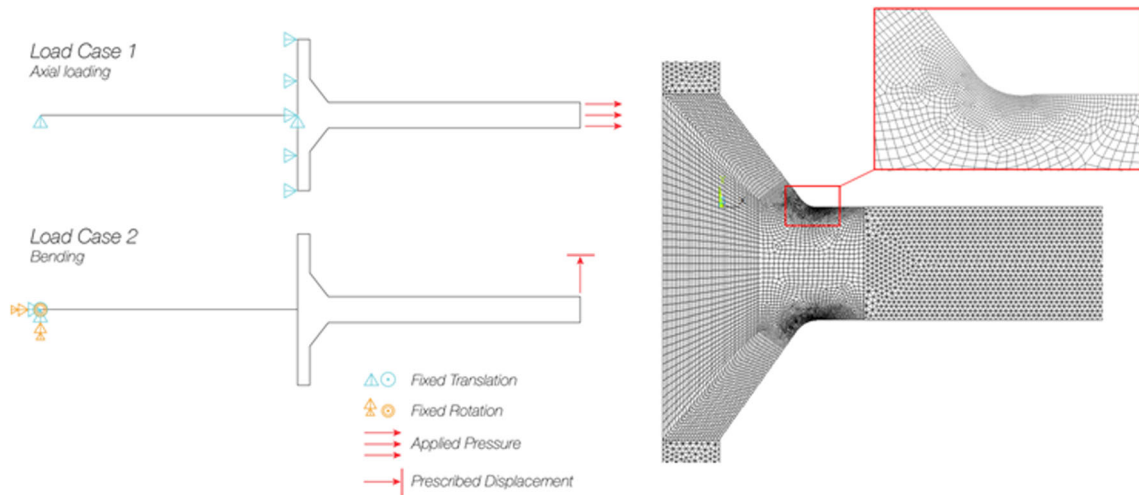 Load Case 1
Axial loading
Load Case 2
Bending
Fixed Translation
Fixed Rotation
Applied Pressure
Prescribed Displacement